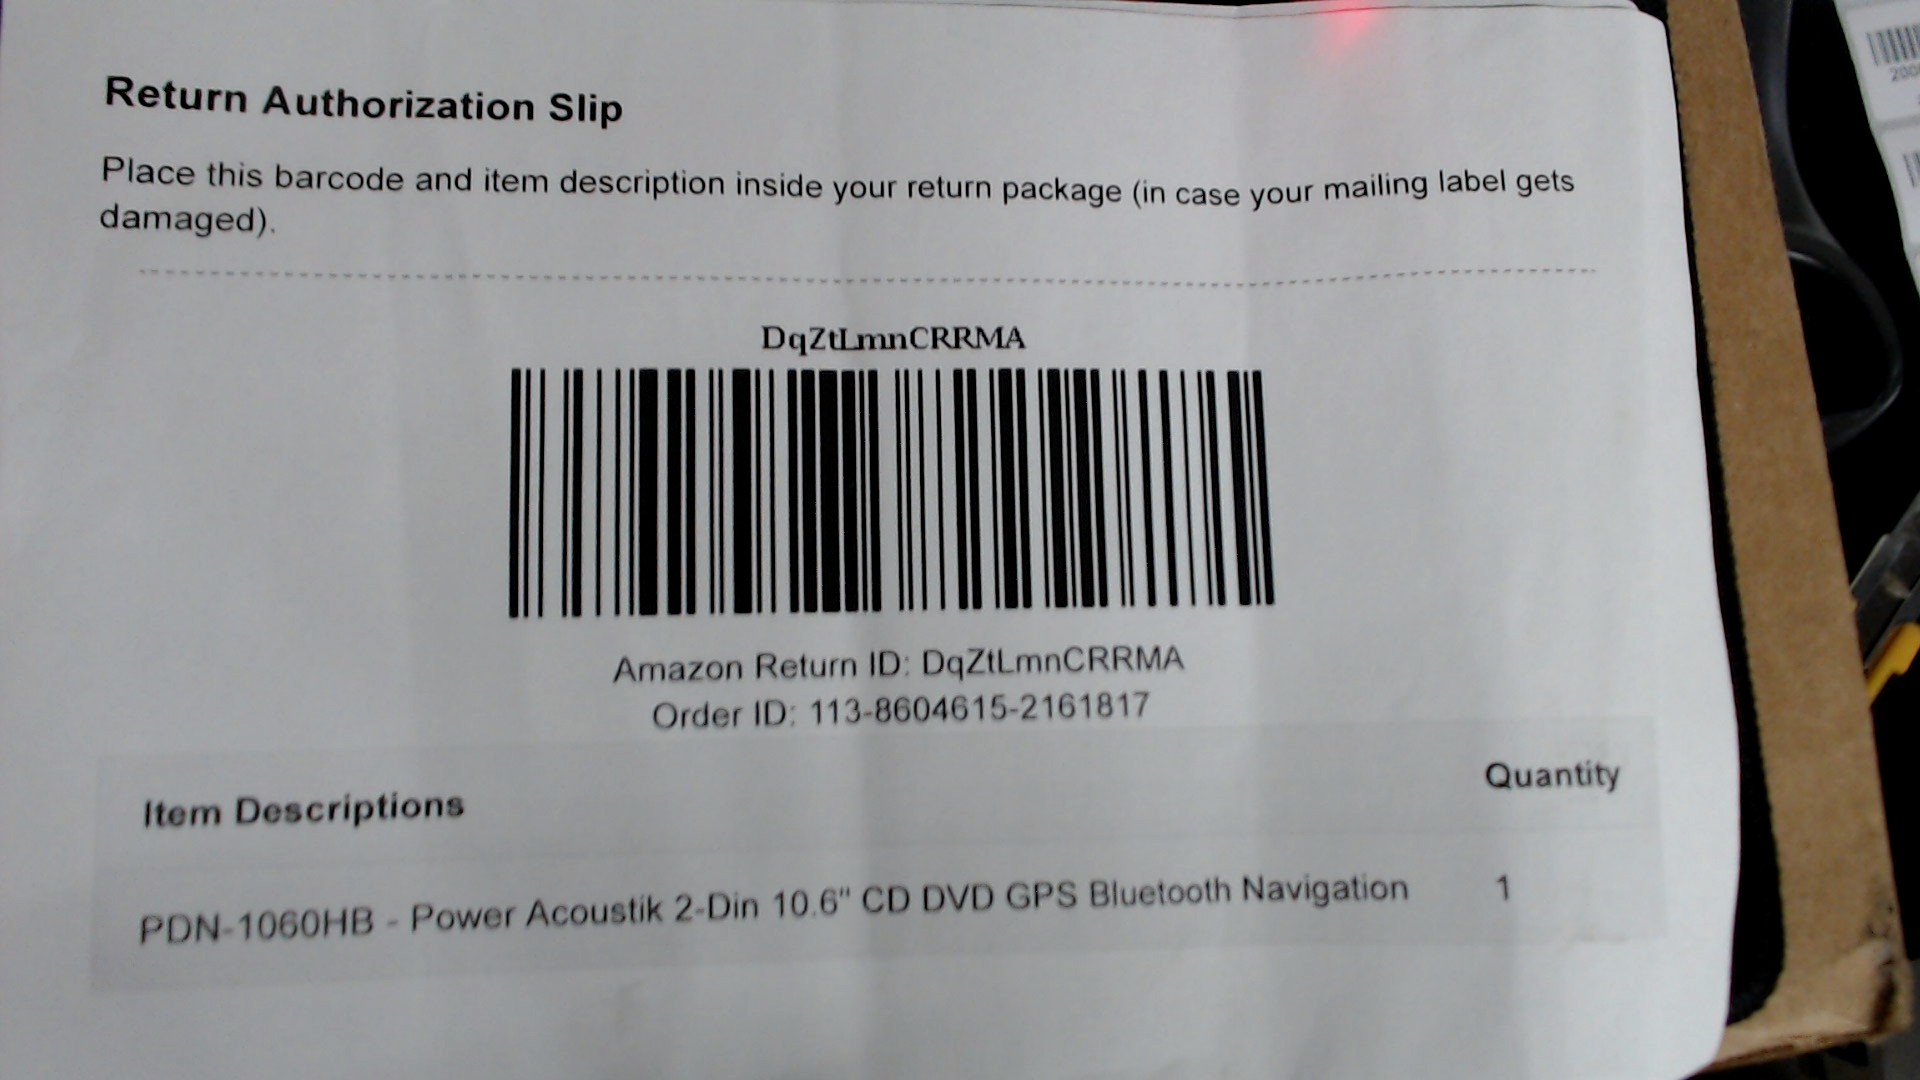 Return Authorization Slip
Place this barcode and item description inside your return package (in case your mailing label gets
damaged).
DqZtLmnCRRMA
Amazon Return ID: DqZtLmnCRRMA
Order ID: 113-8604615-2161817
Item Descriptions Quantity
PDN-1060HB - Power Acoustik 2-Din 10.6" CD DVD GPS Bluetooth Navigation 1